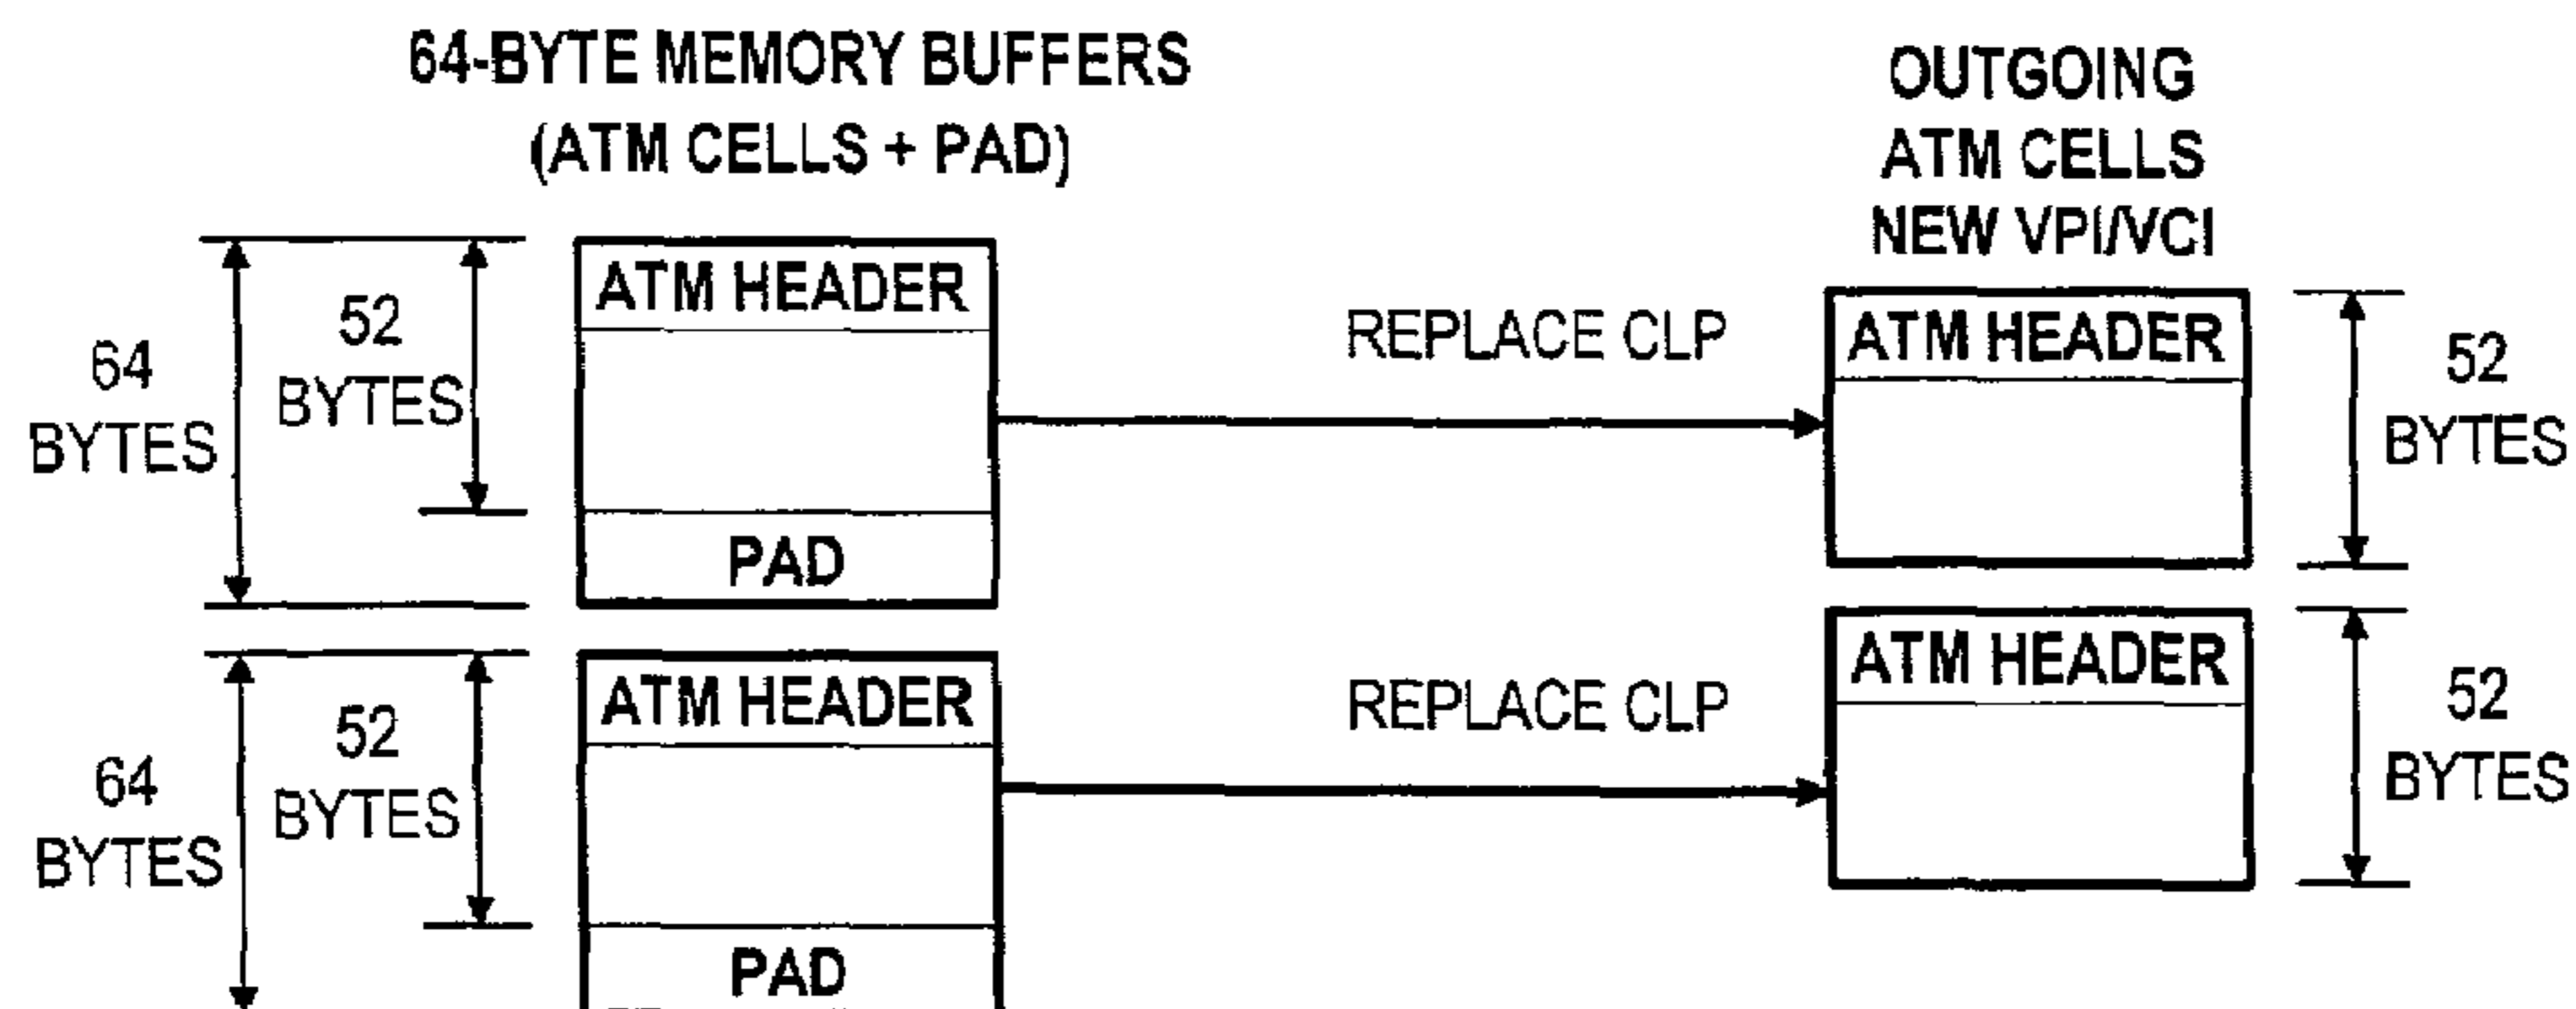 64-BYTE MEMORY BUFFERS
(ATM CELLS + PAD)
OUTGOING
ATM CELLS
NEW VPI/VCI
64
BYTES
52
BYTES
ATM HEADER
PAD
REPLACE CLP
ATM HEADER
52
BYTES
64
BYTES
52
BYTES
ATM HEADER
PAD
REPLACE CLP
ATM HEADER
52
BYTES